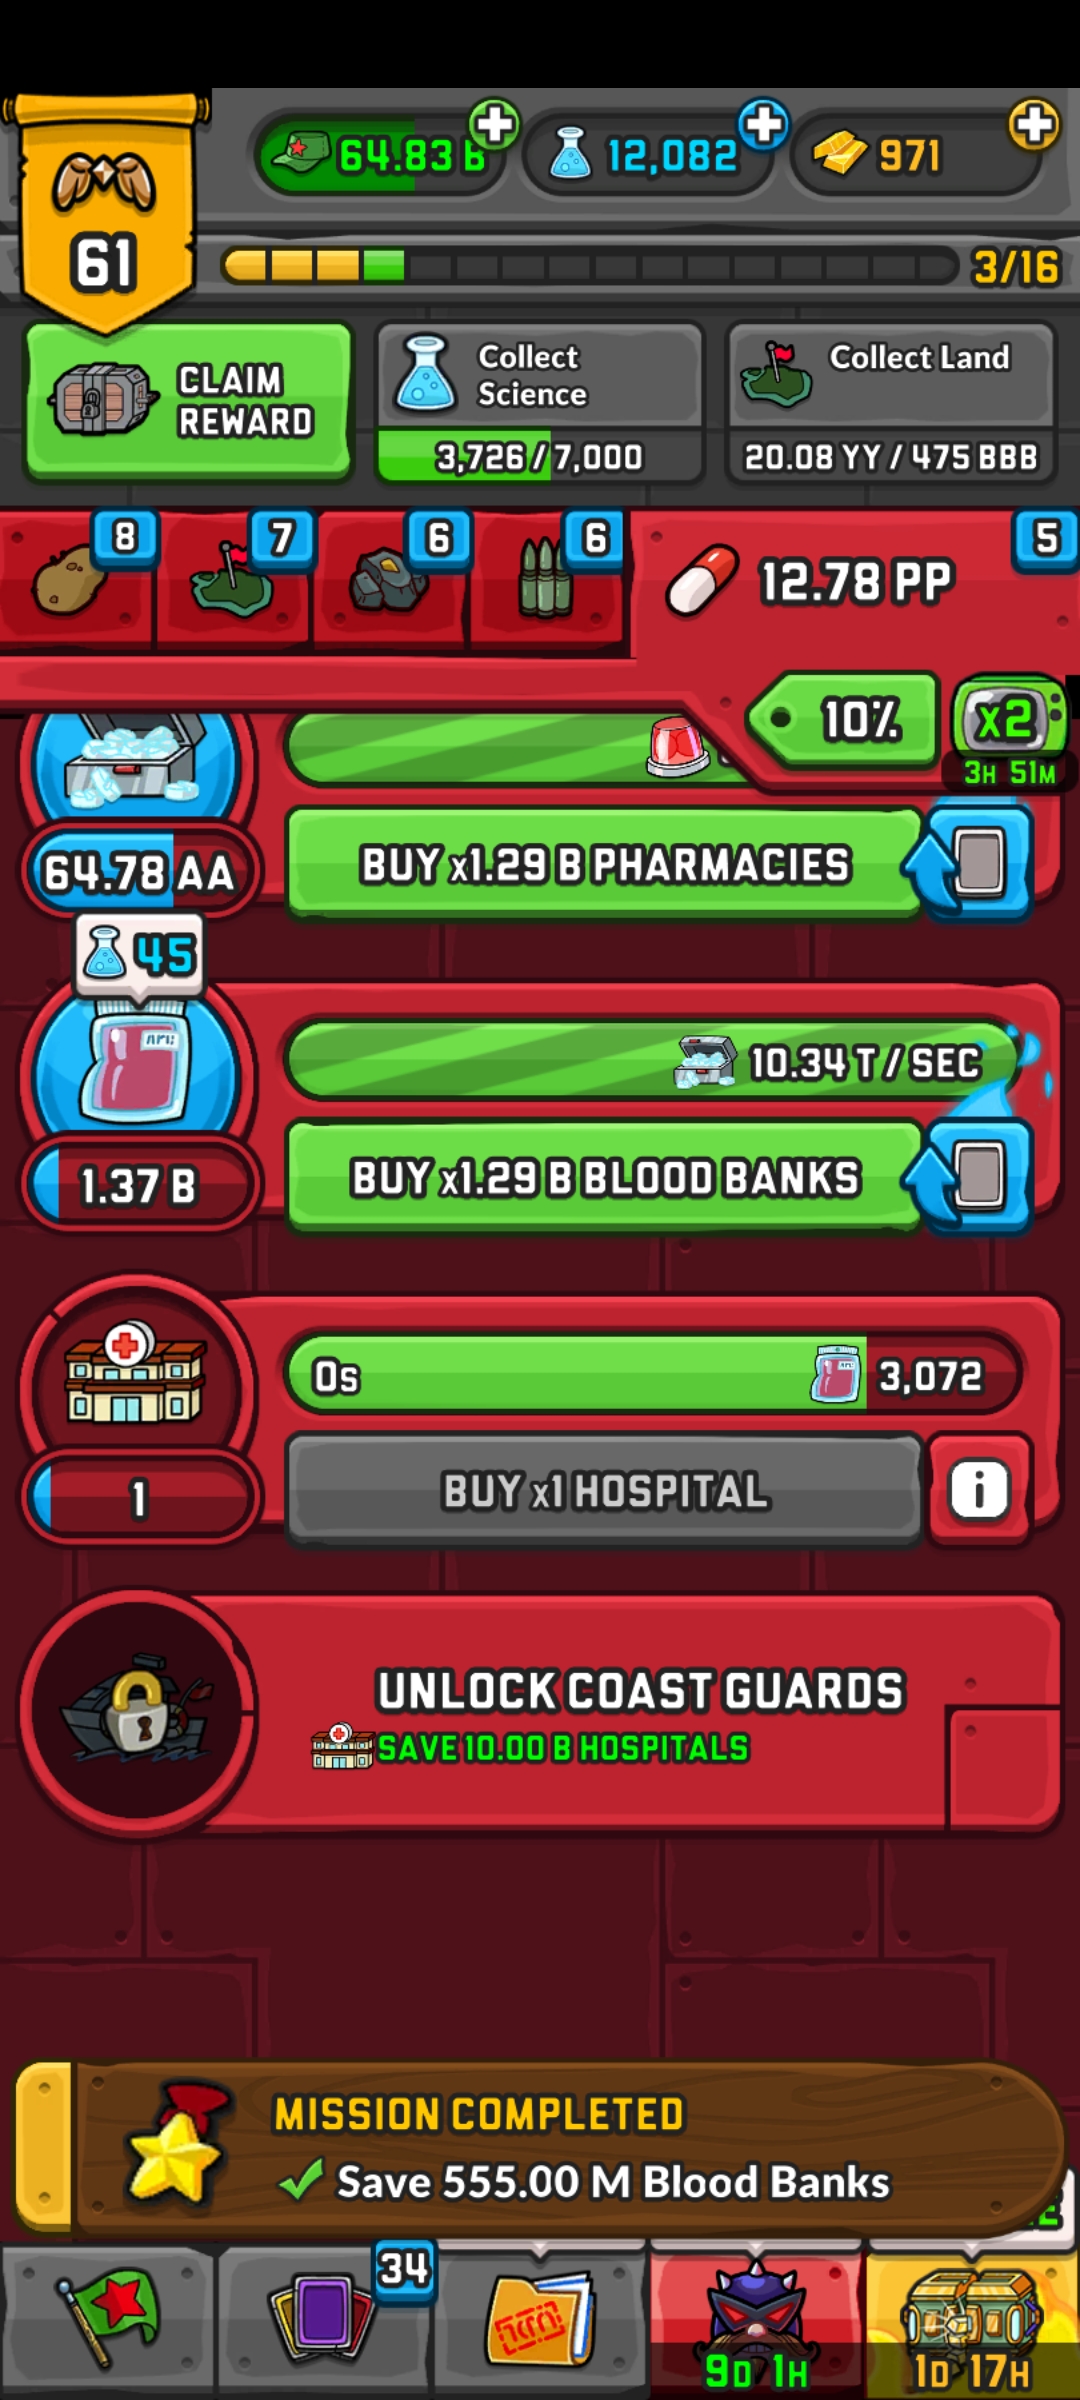 64.83 B
12,082
971
61
3/16
CLAIM
REWARD
Collect
Science
3,726 / 7,000
Collect Land
20.08 YY / 475 BBB
8
7
6
6
5
12.78 PP
10%
x2
3H 51M
64.78 AA
BUY x1.29 B PHARMACIES
45
10.34 T / SEC
1.37 B
BUY x1.29 B BLOOD BANKS
0s
3,072
1
BUY x1 HOSPITAL
i
UNLOCK COAST GUARDS
SAVE 10.00 B HOSPITALS
MISSION COMPLETED
Save 555.00 M Blood Banks
34
9D 1H
1D 17H